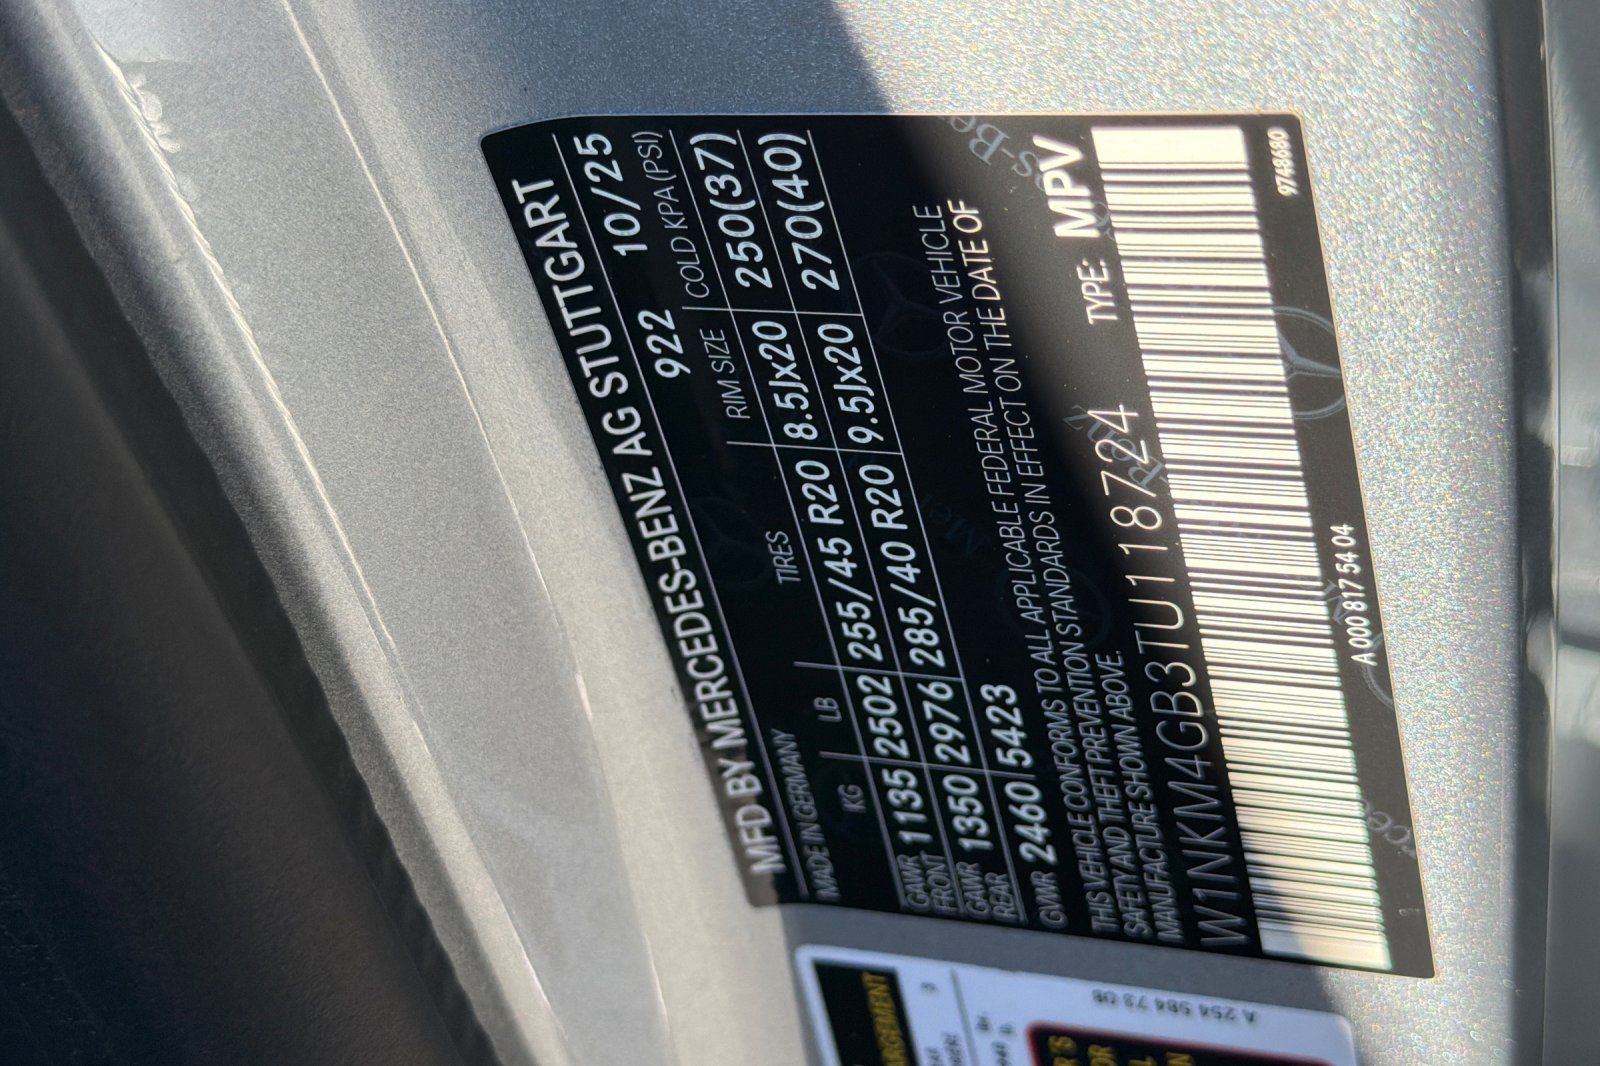 MFD BY MERCEDES-BENZ AG STUTTGART
MADE IN GERMANY 922 10/25
KG LB TIRES RIM SIZE COLD KPA(PSI)
GAWR FRONT 1135 2502 255/45 R20 8.5Jx20 250(37)
GAWR REAR 1350 2976 285/40 R20 9.5Jx20 270(40)
GVWR 2460 5423
THIS VEHICLE CONFORMS TO ALL APPLICABLE FEDERAL MOTOR VEHICLE
SAFETY AND THEFT PREVENTION STANDARDS IN EFFECT ON THE DATE OF
MANUFACTURE SHOWN ABOVE.
W1NKM4GB3TU118724 TYPE: MPV
A 000 817 54 04
9748680
A 254 584 73 08